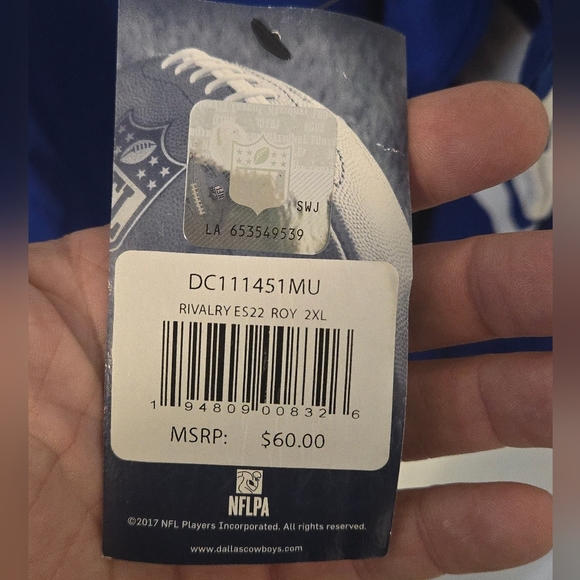 SWJ
LA 653549539
DC111451MU
RIVALRY ES22 ROY 2XL
1 94809 00832 6
MSRP: $60.00
NFLPA
©2017 NFL Players Incorporated. All rights reserved.
www.dallascowboys.com